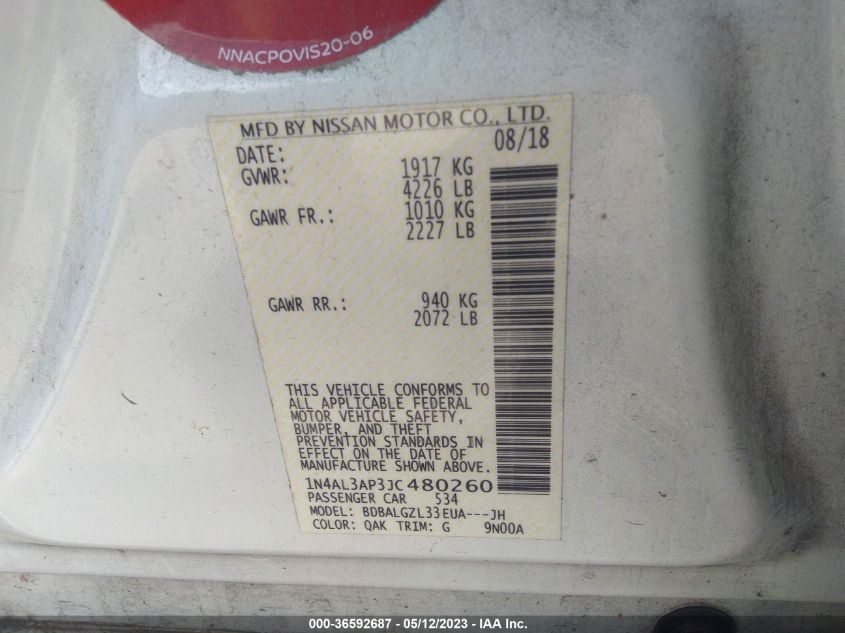 NNACPOVIS20-06
MFD BY NISSAN MOTOR CO., LTD.
DATE: 08/18
GVWR: 1917 KG
4226 LB
GAWR FR.: 1010 KG
2227 LB
GAWR RR.: 940 KG
2072 LB
THIS VEHICLE CONFORMS TO
ALL APPLICABLE FEDERAL
MOTOR VEHICLE SAFETY,
BUMPER, AND THEFT
PREVENTION STANDARDS IN
EFFECT ON THE DATE OF
MANUFACTURE SHOWN ABOVE.
1N4AL3AP3JC480260
PASSENGER CAR 534
MODEL: BDBALGZL33EUA---JH
COLOR: QAK TRIM: G 9N00A
000-36592687 - 05/12/2023 - IAA Inc.